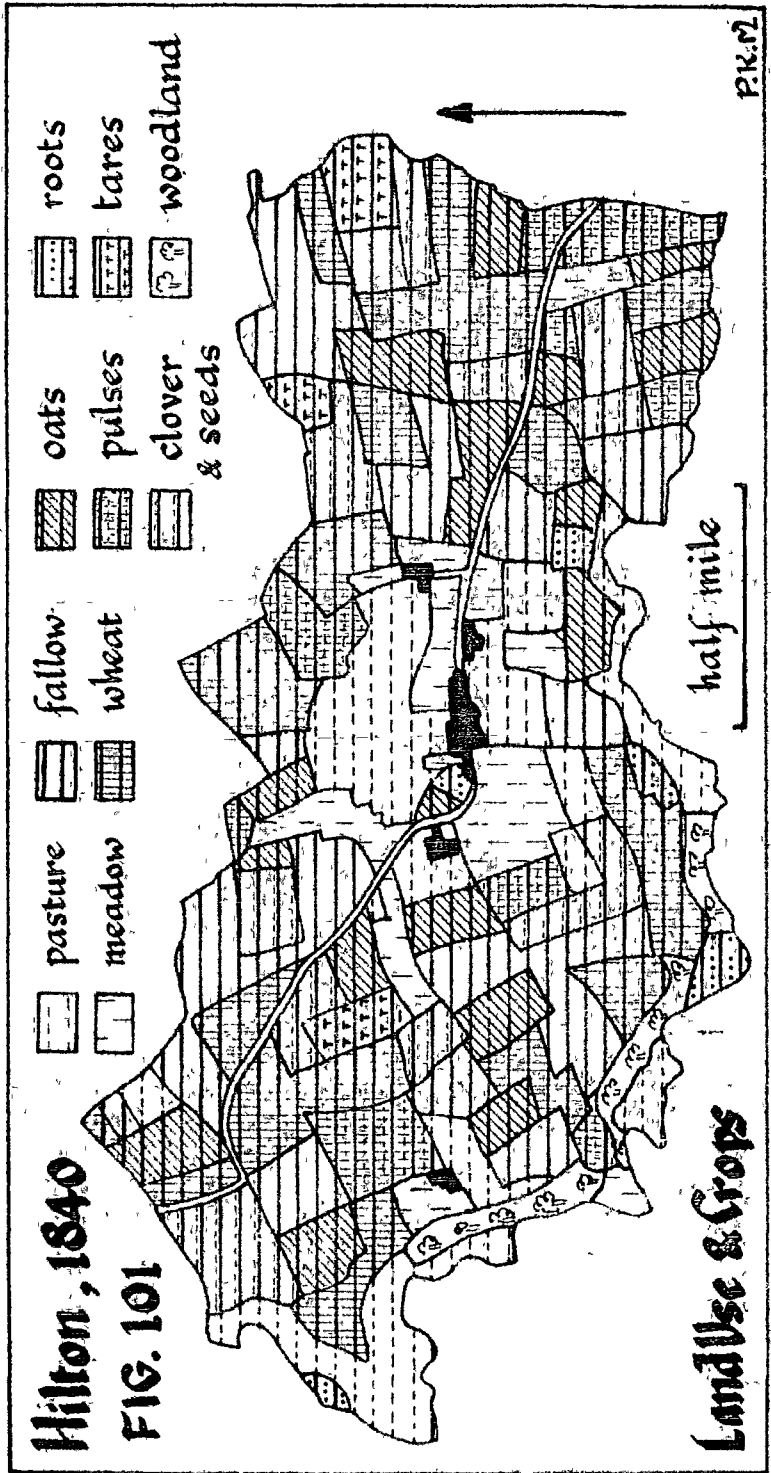 Hilton, 1840
FIG. 101
pasture
meadow
fallow
wheat
oats
pulses
clover
& seeds
roots
tares
woodland
half mile
Land Use & Crops
P.K.M